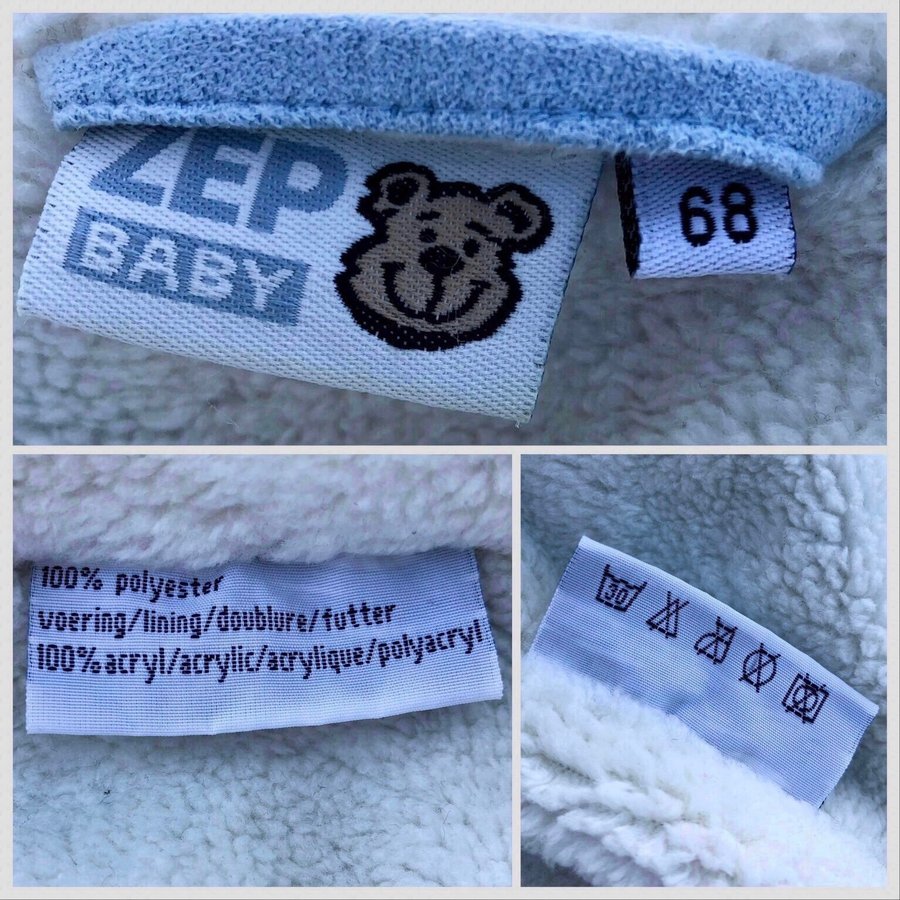 ZEP
BABY
68
100% polyester
voering/lining/doublure/futter
100%acryl/acrylic/acrylique/polyacryl
30